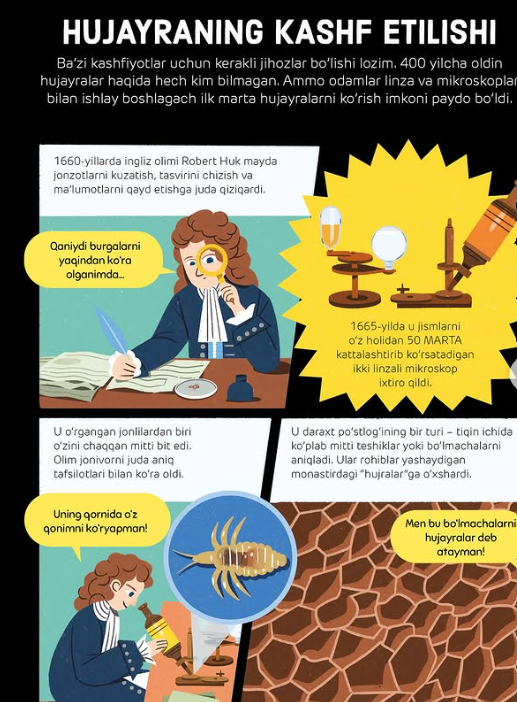 HUJAYRANING KASHF ETILISHI
Ba’zi kashfiyotlar uchun kerakli jihozlar bo‘lishi lozim. 400 yilcha oldin
hujayralar haqida hech kim bilmagan. Ammo odamlar linza va mikroskoplar
bilan ishlay boshlagach ilk marta hujayralarni ko‘rish imkoni paydo bo‘ldi.
1660-yillarda ingliz olimi Robert Huk mayda
jonzotlarni kuzatish, tasvirini chizish va
ma’lumotlarni qayd etishga juda qiziqardi.
Qaniydi burgalarni
yaqindan ko‘ra
olganimda...
1665-yilda u jismlarni
o‘z holidan 50 MARTA
kattalashtirib ko‘rsatadigan
ikki linzali mikroskop
ixtiro qildi.
U o‘rgangan jonlilardan biri
o‘zini chaqqan mitti bit edi.
Olim jonivorni juda aniq
tafsilotlari bilan ko‘ra oldi.
Uning qornida o‘z
qonimni ko‘ryapman!
U daraxt po‘stlog‘ining bir turi – tiqin ichida
ko‘plab mitti teshiklar yoki bo‘lmachalarni
aniqladi. Ular rohiblar yashaydigan
monastirdagi “hujralar”ga o‘xshardi.
Men bu bo‘lmachalarni
hujayralar deb
atayman!